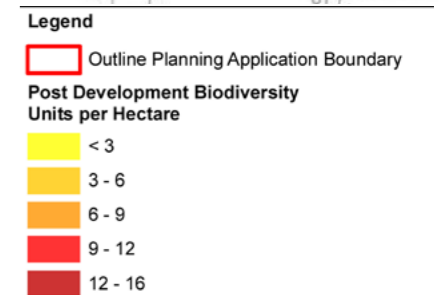 Legend
Outline Planning Application Boundary
Post Development Biodiversity
Units per Hectare
< 3
3 - 6
6 - 9
9 - 12
12 - 16